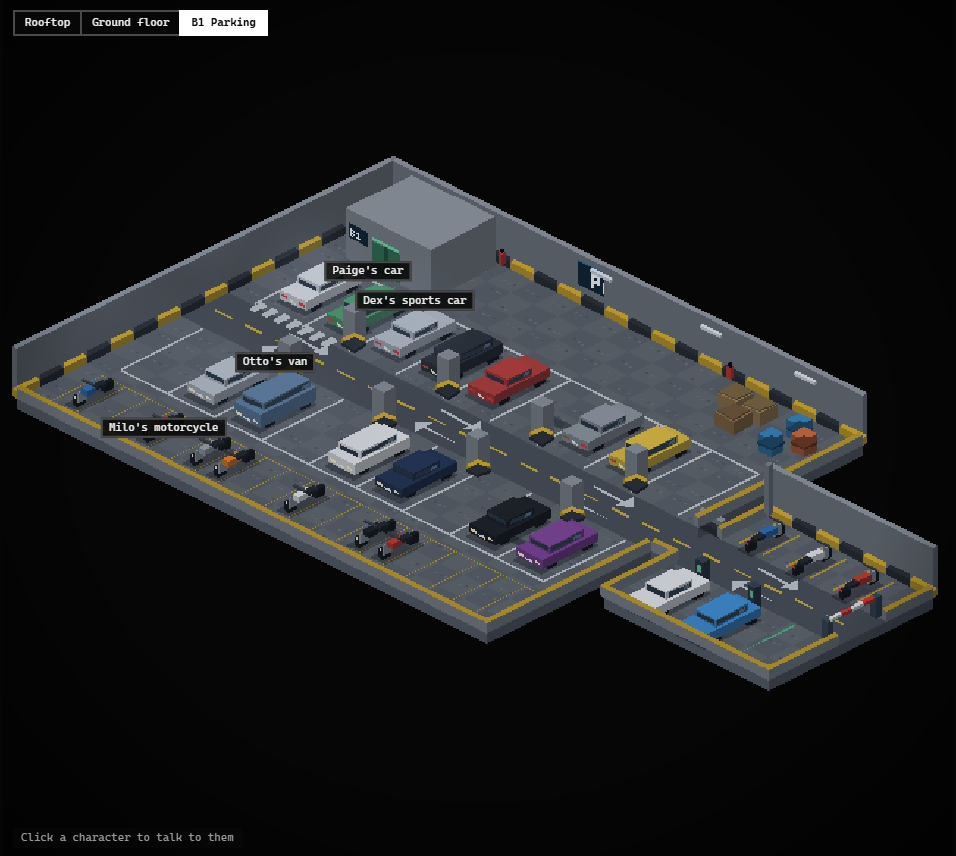 Rooftop
Ground floor
B1 Parking
B1
Paige's car
Dex's sports car
Otto's van
Milo's motorcycle
Click a character to talk to them